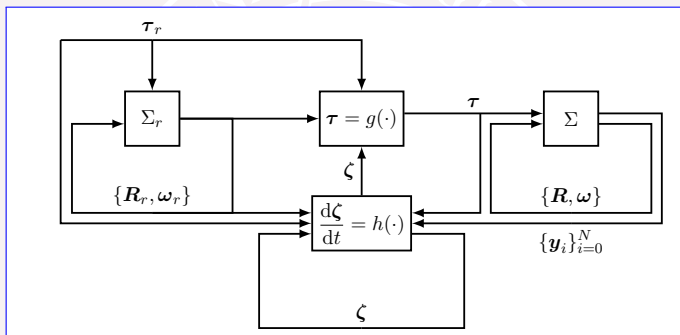 τ_r
Σ_r
τ = g(·)
τ
Σ
ζ
{R_r, ω_r}
{R, ω}
dζ/dt = h(·)
{y_i}_{i=0}^N
ζ